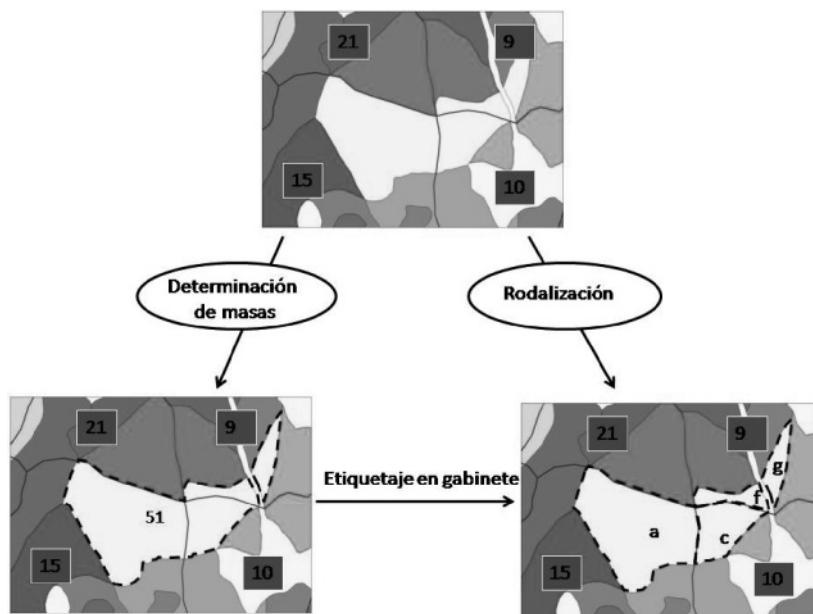 21
9
15
10
Determinación
de masas
Rodalización
21
9
51
15
10
Etiquetaje en gabinete
21
9
g
f
a
c
15
10